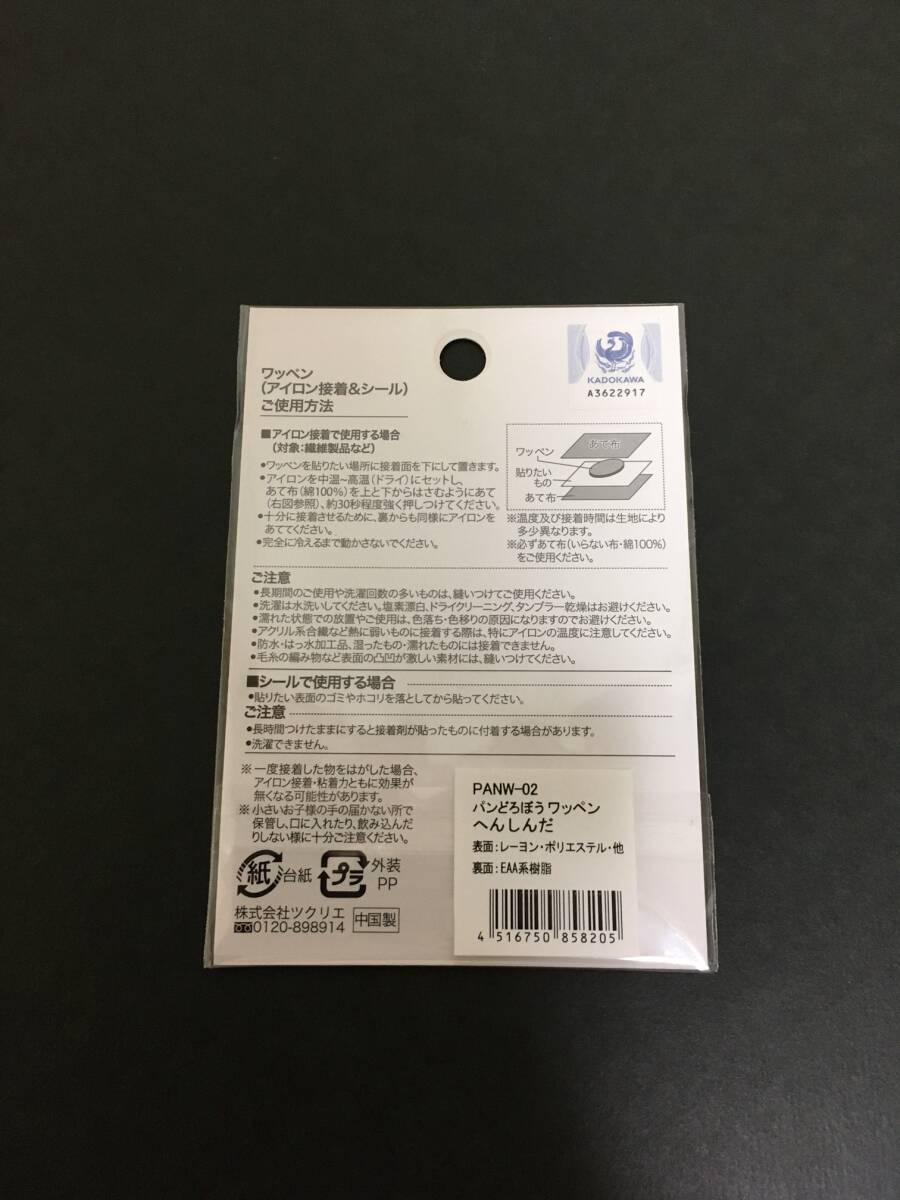 ワッペン
(アイロン接着&シール)
ご使用方法
KADOKAWA
A3622917
■アイロン接着で使用する場合
(対象:繊維製品など)
●ワッペンを貼りたい場所に接着面を下にして置きます。
●アイロンを中温~高温(ドライ)にセットし、
あて布(綿100%)を上と下からはさむようにあて
(右図参照)、約30秒程度強く押しつけてください。
●十分に接着させるために、裏からも同様にアイロンを
あててください。
●完全に冷えるまで動かさないでください。
あて布
ワッペン
貼りたい
もの
あて布
※温度及び接着時間は生地により
多少異なります。
※必ずあて布(いらない布・綿100%)
をご使用ください。
ご注意
●長期間のご使用や洗濯回数の多いものは、縫いつけてご使用ください。
●洗濯は水洗いしてください。塩素漂白、ドライクリーニング、タンブラー乾燥はお避けください。
●濡れた状態での放置やご使用は、色落ち・色移りの原因になりますのでお避けください。
●アクリル系合繊など熱に弱いものに接着する際は、特にアイロンの温度に注意してください。
●防水・はっ水加工品、湿ったもの・濡れたものには接着できません。
●毛糸の編み物など表面の凸凹が激しい素材には、縫いつけてください。
■シールで使用する場合
●貼りたい表面のゴミやホコリを落としてから貼ってください。
ご注意
●長時間つけたままにすると接着剤が貼ったものに付着する場合があります。
●洗濯できません。
※一度接着した物をはがした場合、
アイロン接着・粘着力ともに効果が
無くなる可能性があります。
※小さいお子様の手の届かない所で
保管し、口に入れたり、飲み込んだ
りしない様に十分ご注意ください。
紙 台紙 プラ 外装
PP
株式会社ツクリエ
0120-898914 中国製
PANW-02
パンどろぼう ワッペン
へんしんだ
表面:レーヨン・ポリエステル・他
裏面:EAA系樹脂
4 516750 858205